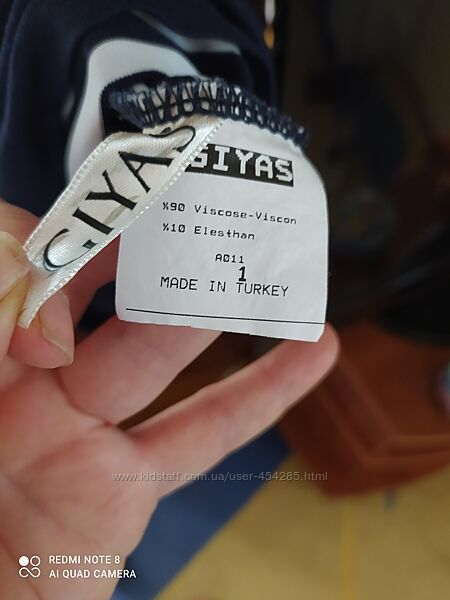 GIYAS
GIYAS
%90 Viscose-Viscon
%10 Elesthan
A011
1
MADE IN TURKEY
www.kidstaff.com.ua/user-454285.html
REDMI NOTE 8
AI QUAD CAMERA